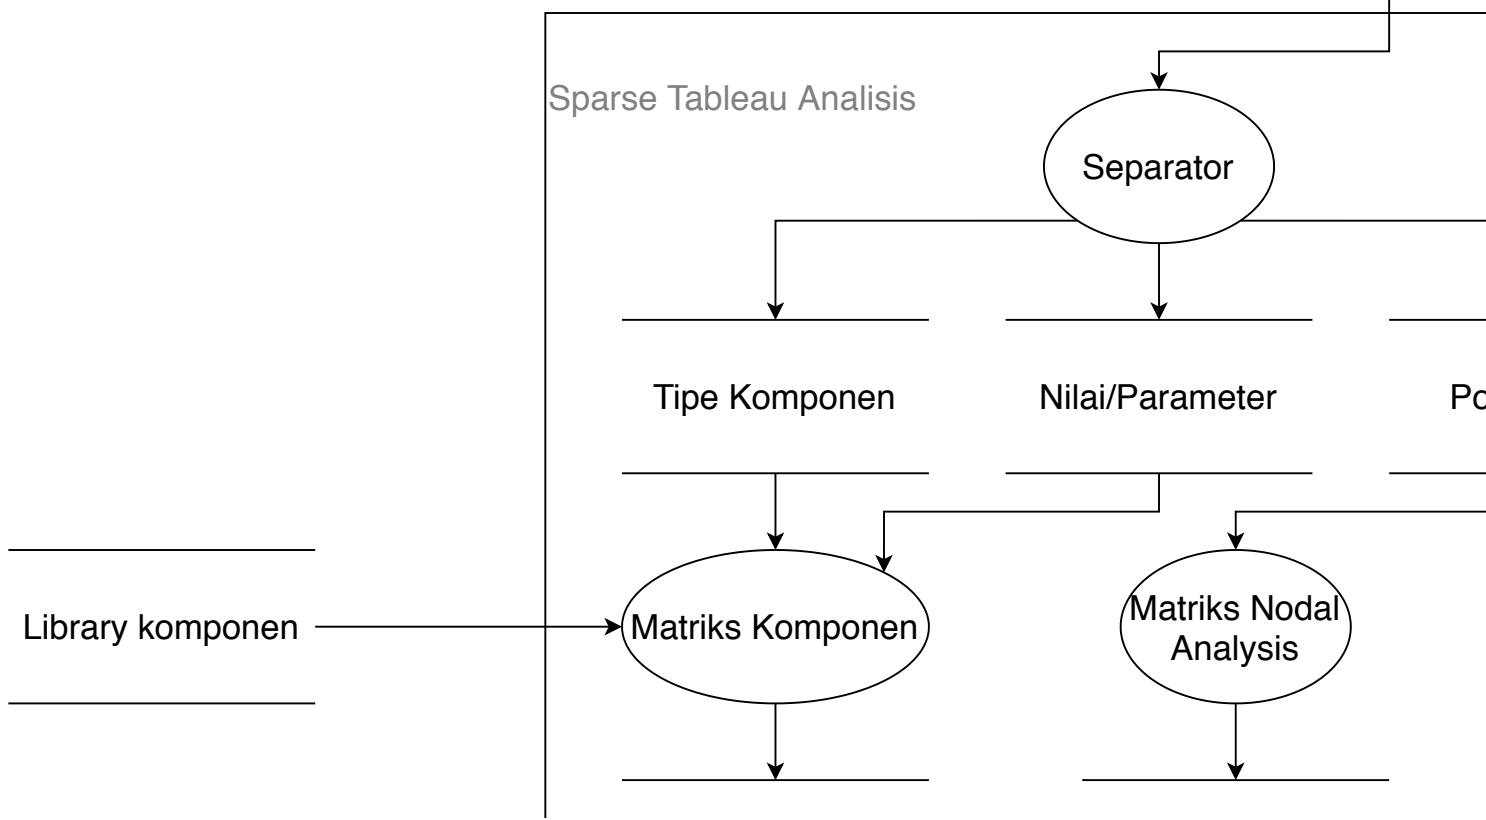 Sparse Tableau Analisis
Separator
Tipe Komponen
Nilai/Parameter
Library komponen
Matriks Komponen
Matriks Nodal
Analysis